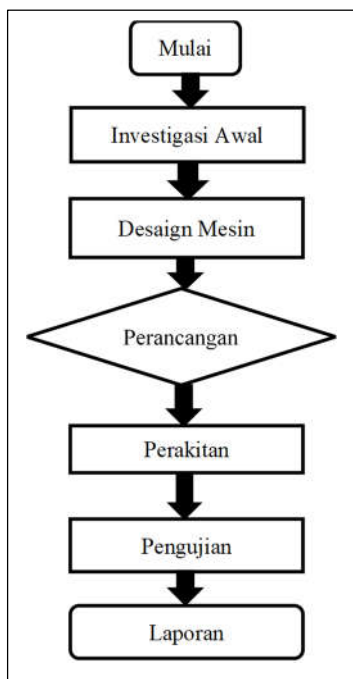 Mulai
Investigasi Awal
Desaign Mesin
Perancangan
Perakitan
Pengujian
Laporan